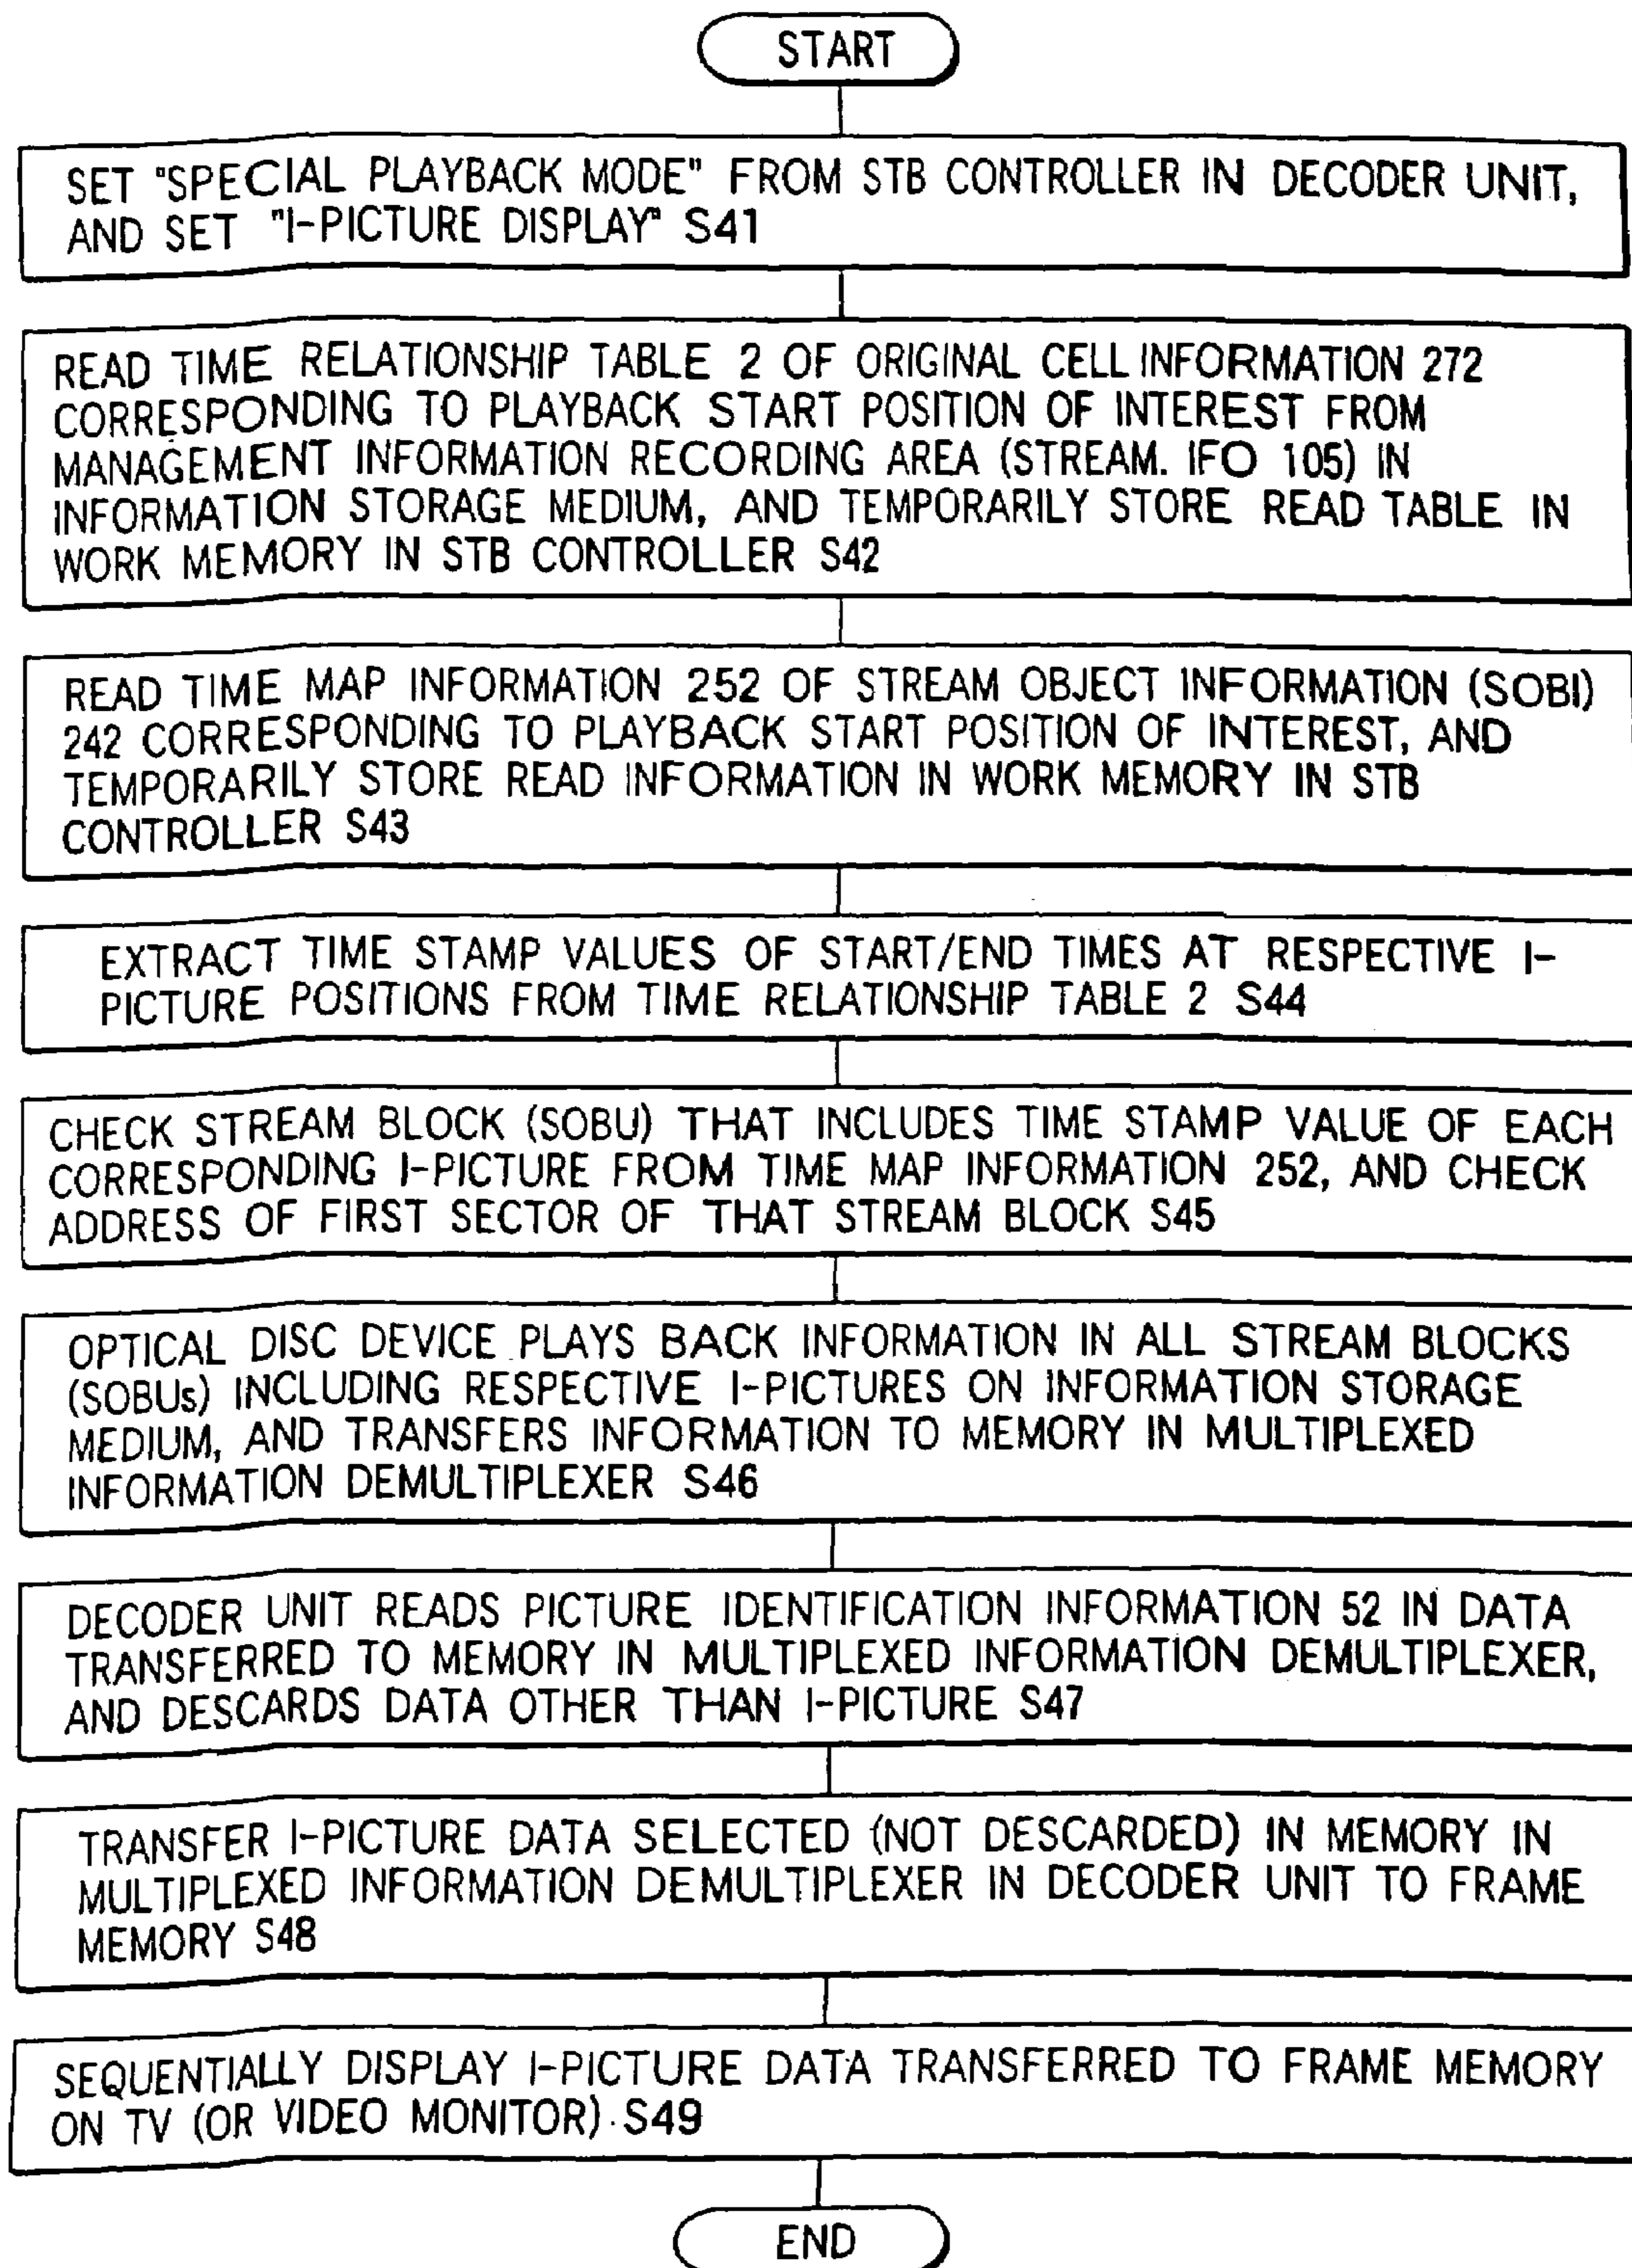 START
SET "SPECIAL PLAYBACK MODE" FROM STB CONTROLLER IN DECODER UNIT,
AND SET "I-PICTURE DISPLAY" S41
READ TIME RELATIONSHIP TABLE 2 OF ORIGINAL CELL INFORMATION 272
CORRESPONDING TO PLAYBACK START POSITION OF INTEREST FROM
MANAGEMENT INFORMATION RECORDING AREA (STREAM. IFO 105) IN
INFORMATION STORAGE MEDIUM, AND TEMPORARILY STORE READ TABLE IN
WORK MEMORY IN STB CONTROLLER S42
READ TIME MAP INFORMATION 252 OF STREAM OBJECT INFORMATION (SOBI)
242 CORRESPONDING TO PLAYBACK START POSITION OF INTEREST, AND
TEMPORARILY STORE READ INFORMATION IN WORK MEMORY IN STB
CONTROLLER S43
EXTRACT TIME STAMP VALUES OF START/END TIMES AT RESPECTIVE I-
PICTURE POSITIONS FROM TIME RELATIONSHIP TABLE 2 S44
CHECK STREAM BLOCK (SOBU) THAT INCLUDES TIME STAMP VALUE OF EACH
CORRESPONDING I-PICTURE FROM TIME MAP INFORMATION 252, AND CHECK
ADDRESS OF FIRST SECTOR OF THAT STREAM BLOCK S45
OPTICAL DISC DEVICE PLAYS BACK INFORMATION IN ALL STREAM BLOCKS
(SOBUs) INCLUDING RESPECTIVE I-PICTURES ON INFORMATION STORAGE
MEDIUM, AND TRANSFERS INFORMATION TO MEMORY IN MULTIPLEXED
INFORMATION DEMULTIPLEXER S46
DECODER UNIT READS PICTURE IDENTIFICATION INFORMATION 52 IN DATA
TRANSFERRED TO MEMORY IN MULTIPLEXED INFORMATION DEMULTIPLEXER,
AND DESCARDS DATA OTHER THAN I-PICTURE S47
TRANSFER I-PICTURE DATA SELECTED (NOT DESCARDED) IN MEMORY IN
MULTIPLEXED INFORMATION DEMULTIPLEXER IN DECODER UNIT TO FRAME
MEMORY S48
SEQUENTIALLY DISPLAY I-PICTURE DATA TRANSFERRED TO FRAME MEMORY
ON TV (OR VIDEO MONITOR) S49
END